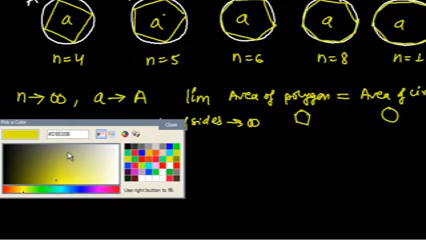 a a a a a
n=4 n=5 n=6 n=8 n=1
n→∞, a→A lim Area of polygon = Area of cir
Pick a Color Close
sides→∞
Use right button to fill.